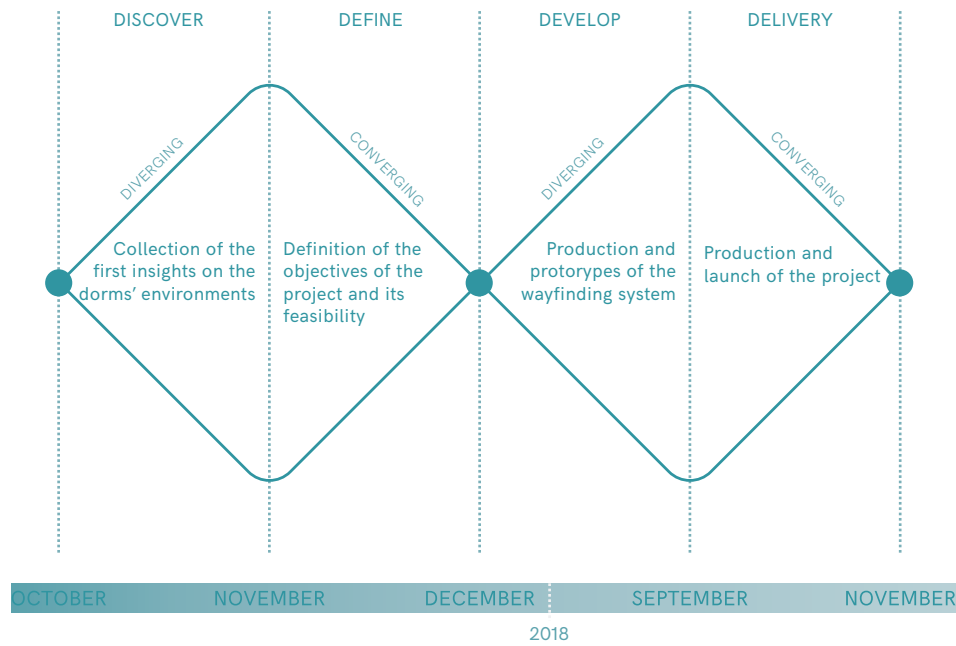 DISCOVER
DEFINE
DEVELOP
DELIVERY
DIVERGING
CONVERGING
DIVERGING
CONVERGING
Collection of the
first insights on the
dorms’ environments
Definition of the
objectives of the
project and its
feasibility
Production and
protorypes of the
wayfinding system
Production and
launch of the project
OCTOBER
NOVEMBER
DECEMBER
SEPTEMBER
NOVEMBER
2018